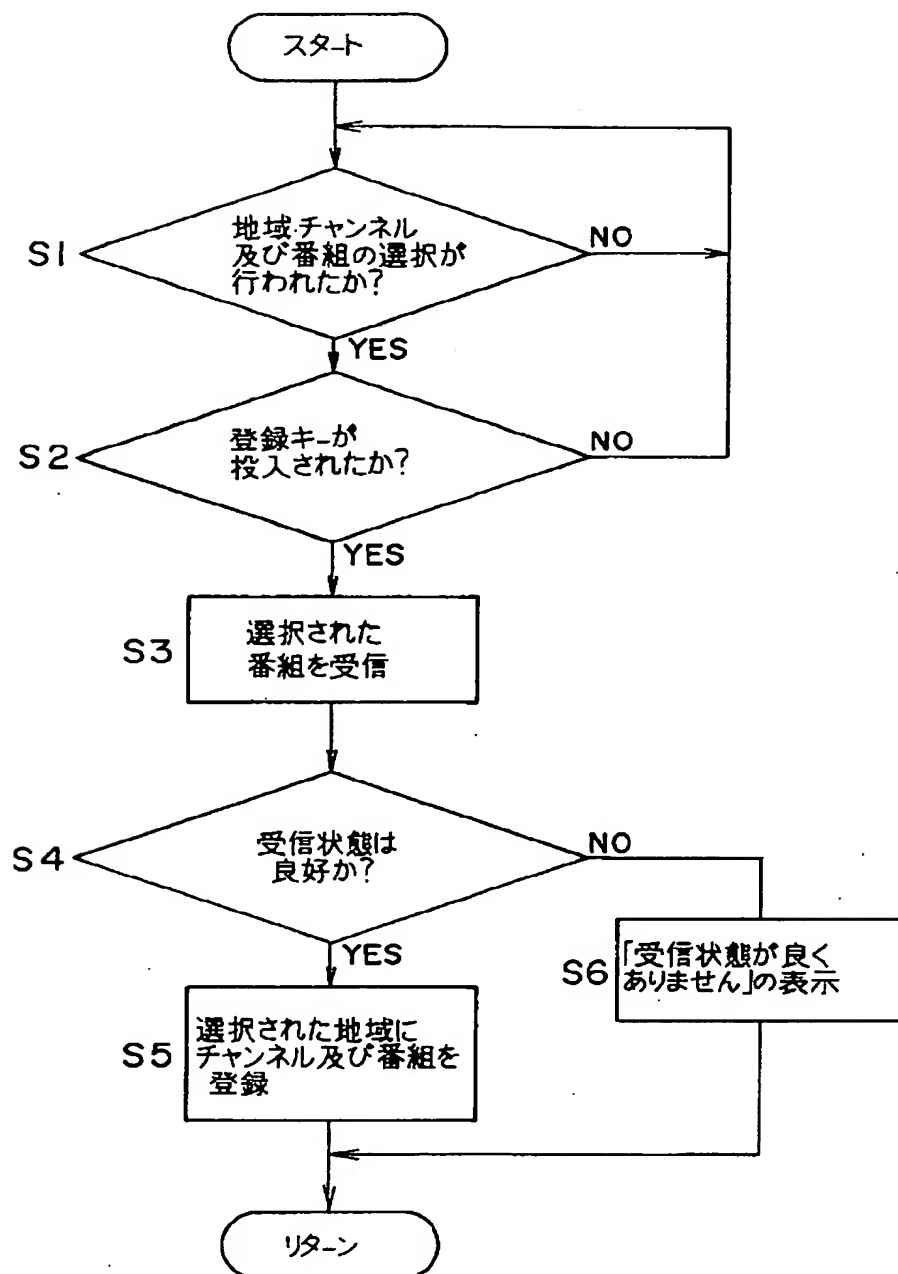 スタート
S1
地域・チャンネル
及び番組の選択が
行われたか?
NO
YES
S2
登録キーが
投入されたか?
NO
YES
S3
選択された
番組を受信
S4
受信状態は
良好か?
NO
YES
S6
「受信状態が良く
ありません」の表示
S5
選択された地域に
チャンネル及び番組を
登録
リターン